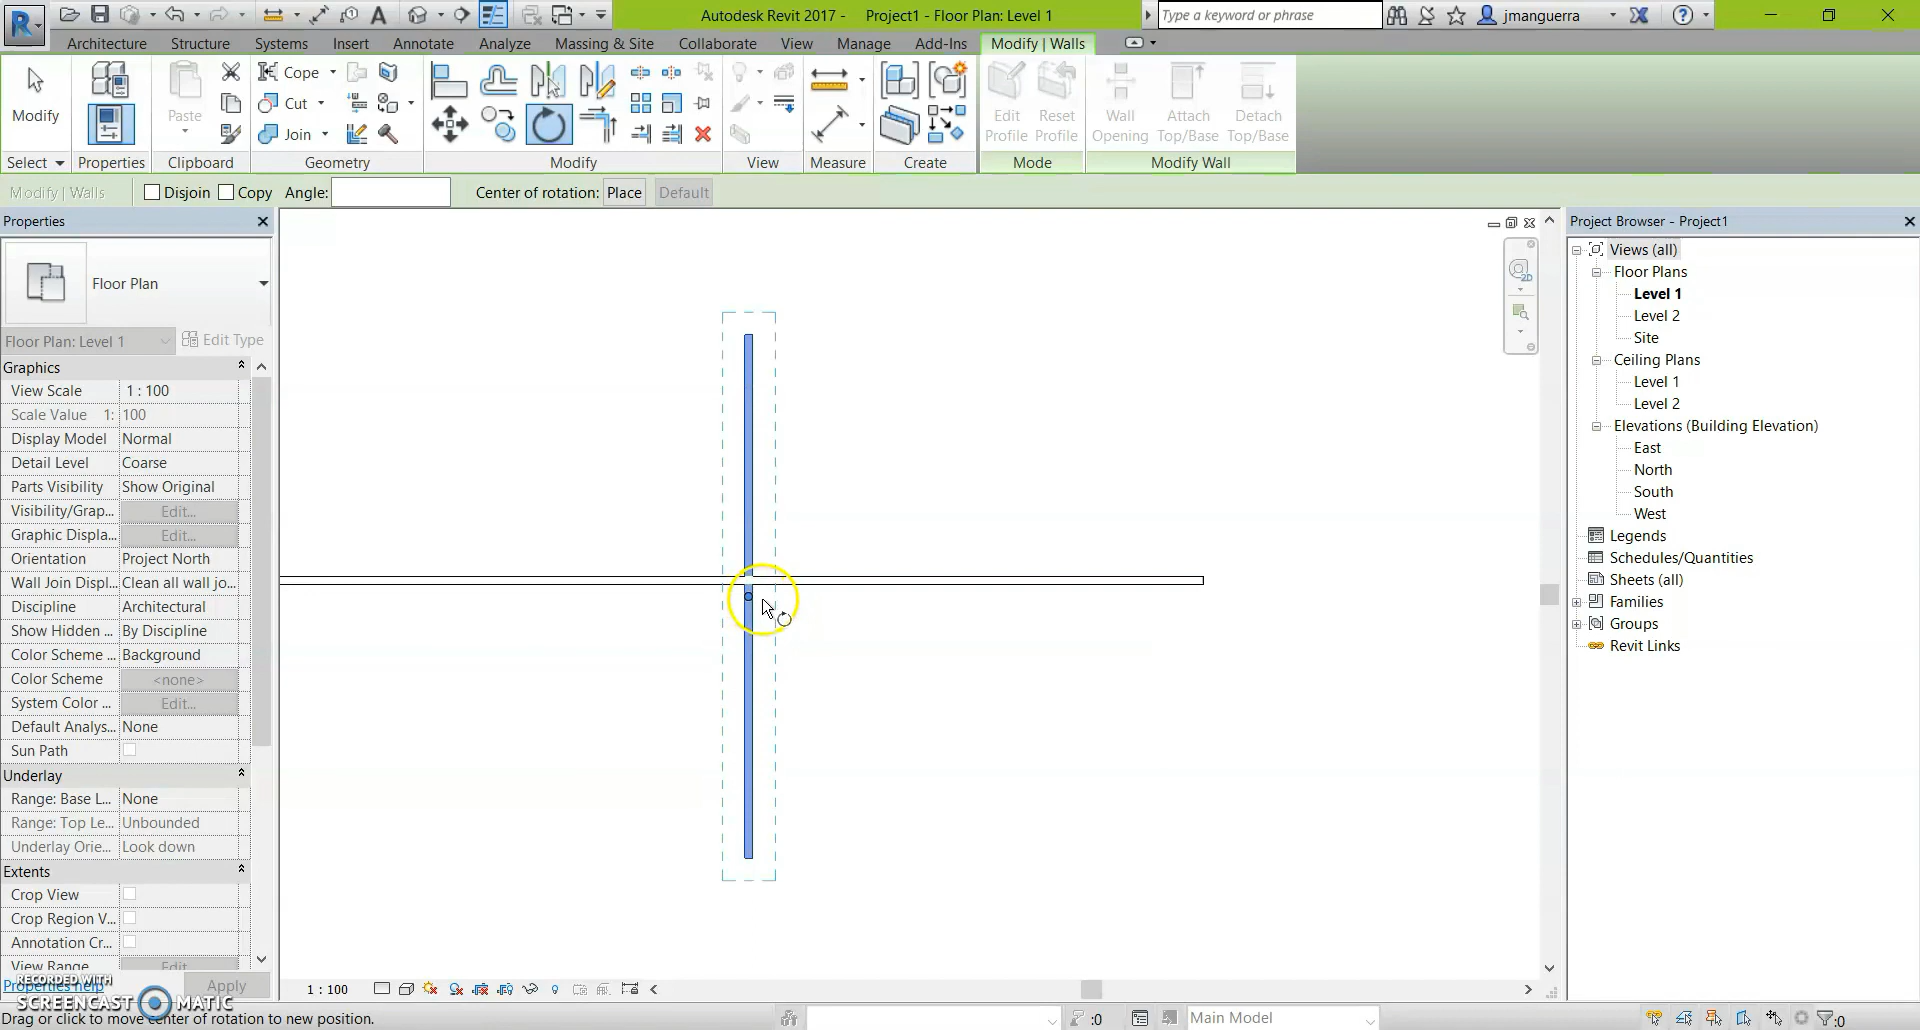 Autodesk Revit 2017 - Project1 - Floor Plan: Level 1
Type a keyword or phrase
jmanguerra
Architecture Structure Systems Insert Annotate Analyze Massing & Site Collaborate View Manage Add-Ins Modify | Walls
Modify
Paste
Cope
Cut
Join
Edit Profile
Reset Profile
Wall Opening
Attach Top/Base
Detach Top/Base
Select Properties Clipboard Geometry Modify View Measure Create Mode Modify Wall
Modify | Walls Disjoin Copy Angle: Center of rotation: Place Default
Properties
Floor Plan
Floor Plan: Level 1 Edit Type
Graphics
View Scale 1 : 100
Scale Value 1: 100
Display Model Normal
Detail Level Coarse
Parts Visibility Show Original
Visibility/Grap... Edit...
Graphic Displa... Edit...
Orientation Project North
Wall Join Displ... Clean all wall jo...
Discipline Architectural
Show Hidden ... By Discipline
Color Scheme ... Background
Color Scheme <none>
System Color ... Edit...
Default Analys... None
Sun Path
Underlay
Range: Base L... None
Range: Top Le... Unbounded
Underlay Orie... Look down
Extents
Crop View
Crop Region V...
Annotation Cr...
View Range Edit...
Properties help Apply
RECORDED WITH
SCREENCAST MATIC
1 : 100
Drag or click to move center of rotation to new position.
:0
Main Model
:0
2D
Project Browser - Project1
Views (all)
Floor Plans
Level 1
Level 2
Site
Ceiling Plans
Level 1
Level 2
Elevations (Building Elevation)
East
North
South
West
Legends
Schedules/Quantities
Sheets (all)
Families
Groups
Revit Links